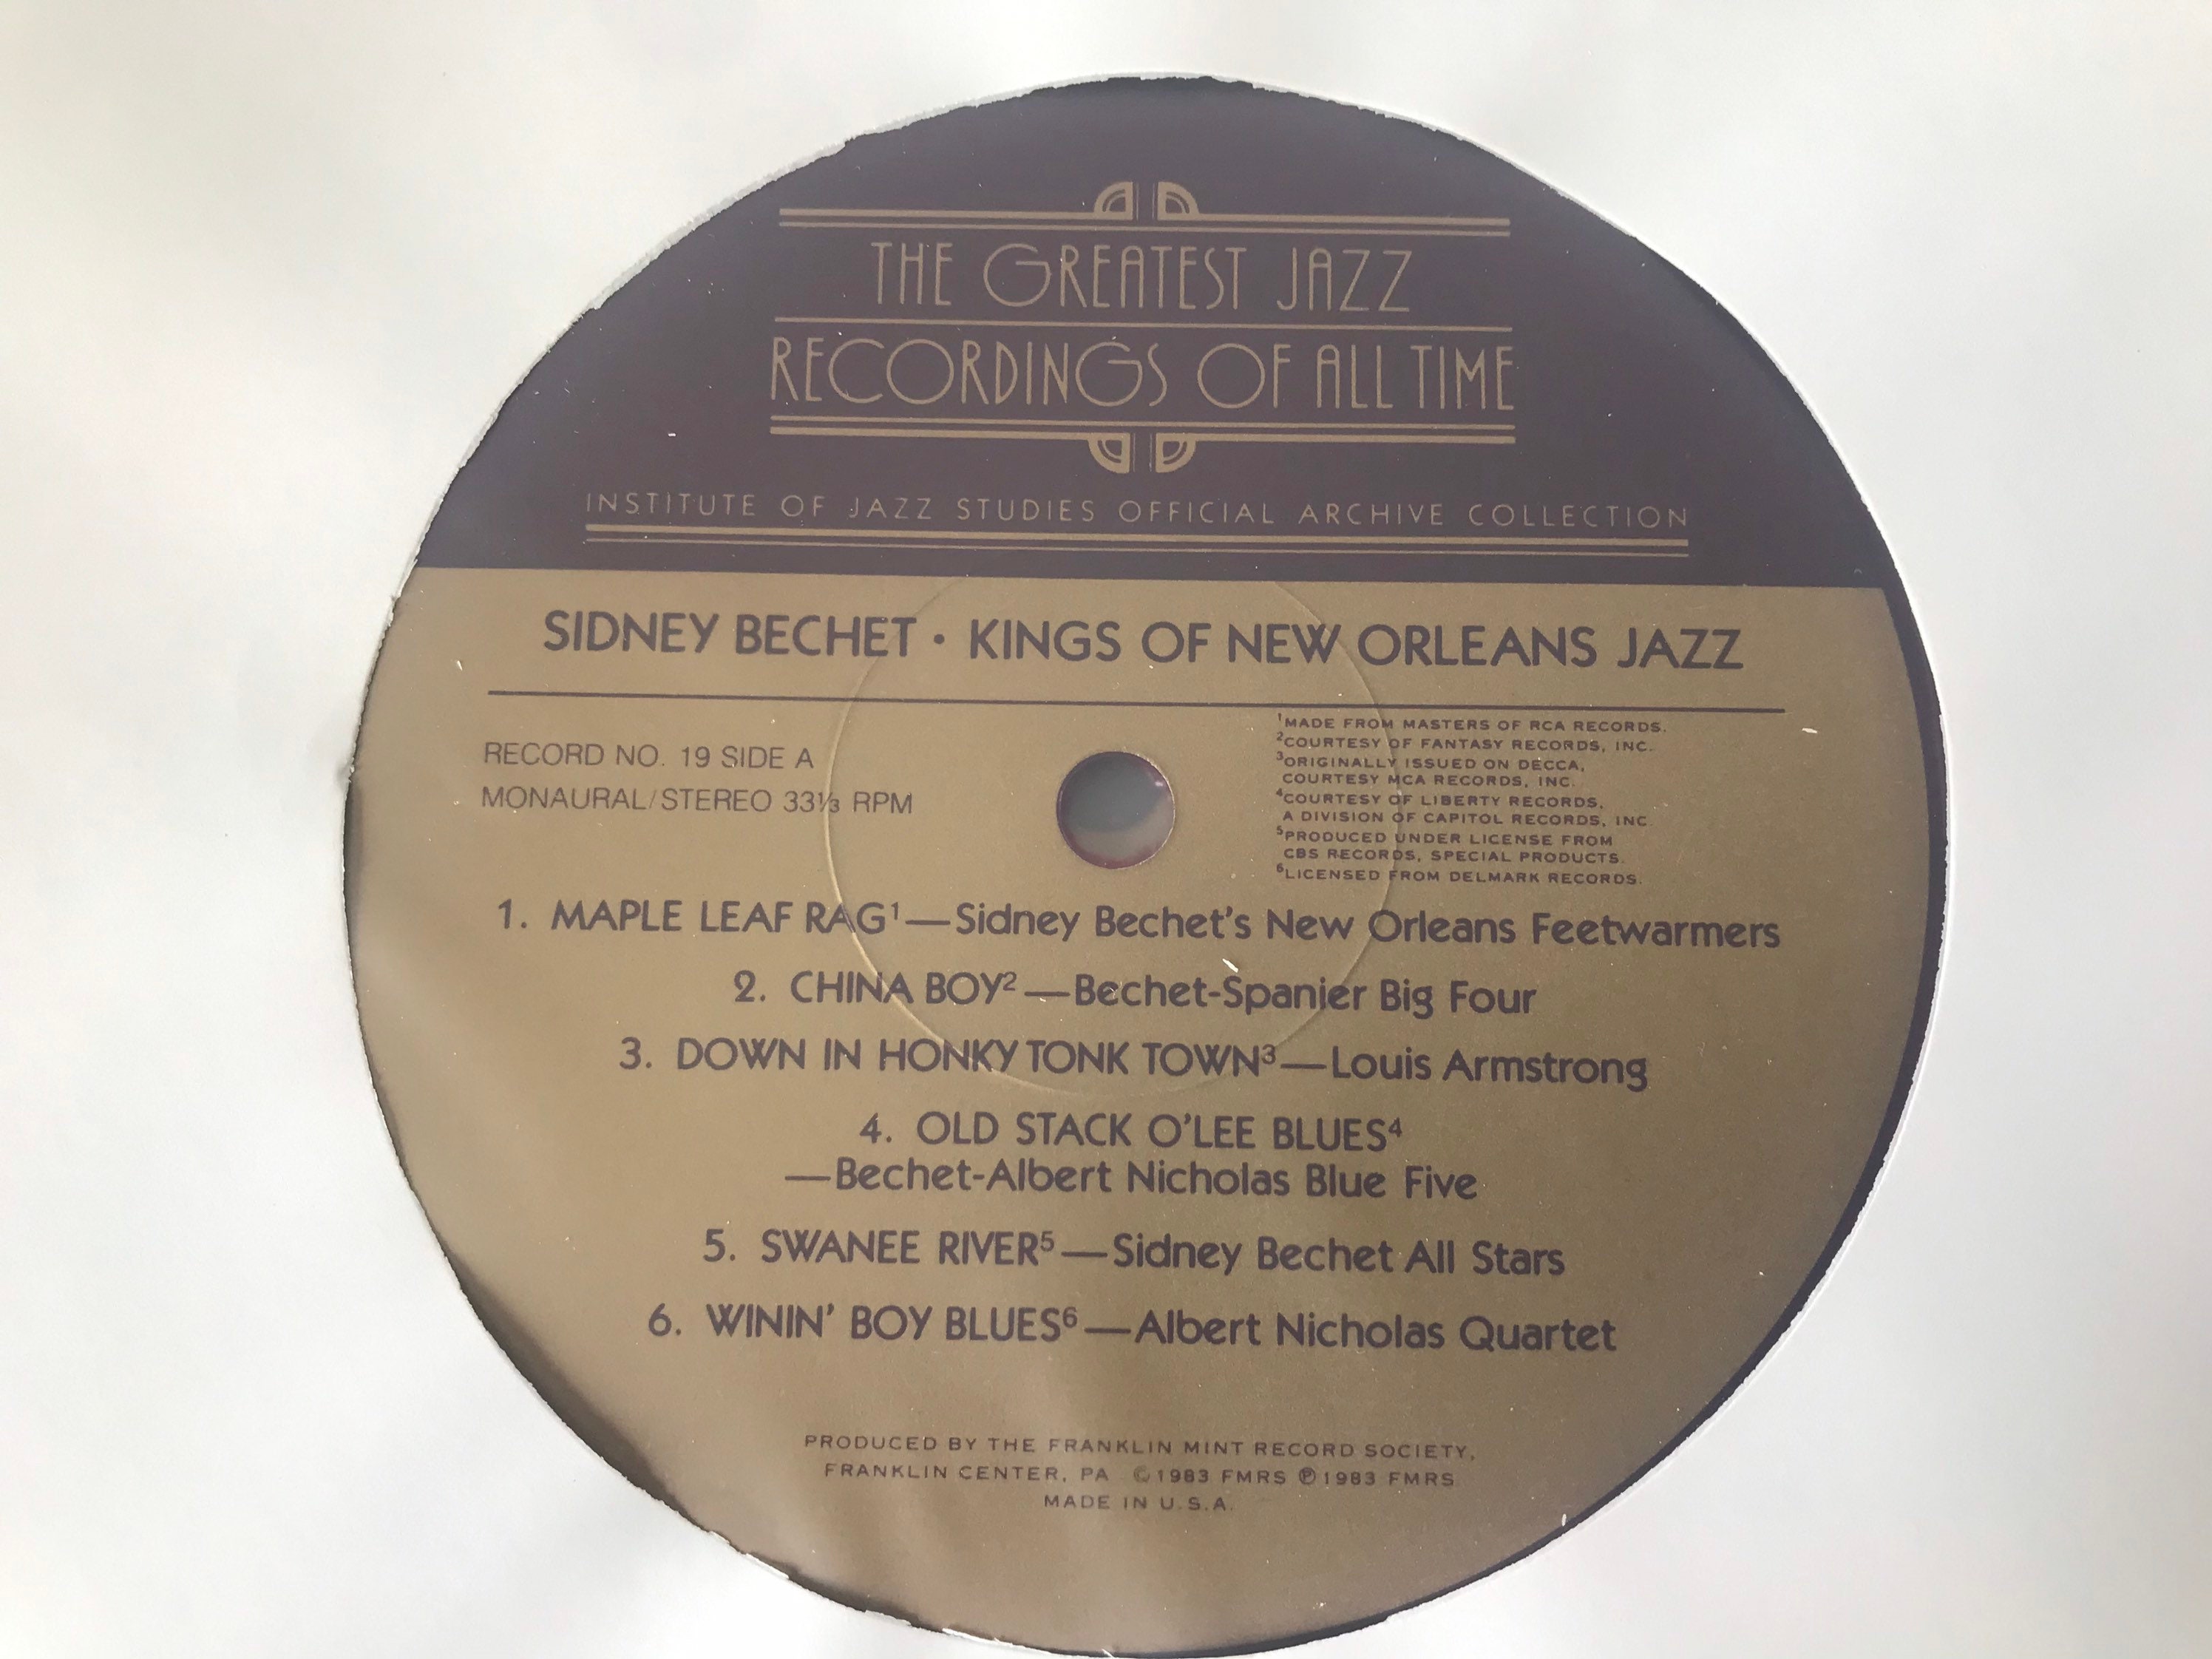 THE GREATEST JAZZ
RECORDINGS OF ALL TIME
INSTITUTE OF JAZZ STUDIES OFFICIAL ARCHIVE COLLECTION
SIDNEY BECHET • KINGS OF NEW ORLEANS JAZZ
RECORD NO. 19 SIDE A
MONAURAL/STEREO 33⅓ RPM
¹MADE FROM MASTERS OF RCA RECORDS.
²COURTESY OF FANTASY RECORDS, INC.
³ORIGINALLY ISSUED ON DECCA,
COURTESY MCA RECORDS, INC.
⁴COURTESY OF LIBERTY RECORDS,
A DIVISION OF CAPITOL RECORDS, INC.
⁵PRODUCED UNDER LICENSE FROM
CBS RECORDS, SPECIAL PRODUCTS.
⁶LICENSED FROM DELMARK RECORDS.
1. MAPLE LEAF RAG¹—Sidney Bechet's New Orleans Feetwarmers
2. CHINA BOY²—Bechet-Spanier Big Four
3. DOWN IN HONKY TONK TOWN³—Louis Armstrong
4. OLD STACK O'LEE BLUES⁴
—Bechet-Albert Nicholas Blue Five
5. SWANEE RIVER⁵—Sidney Bechet All Stars
6. WININ' BOY BLUES⁶—Albert Nicholas Quartet
PRODUCED BY THE FRANKLIN MINT RECORD SOCIETY,
FRANKLIN CENTER, PA ©1983 FMRS ℗1983 FMRS
MADE IN U.S.A.